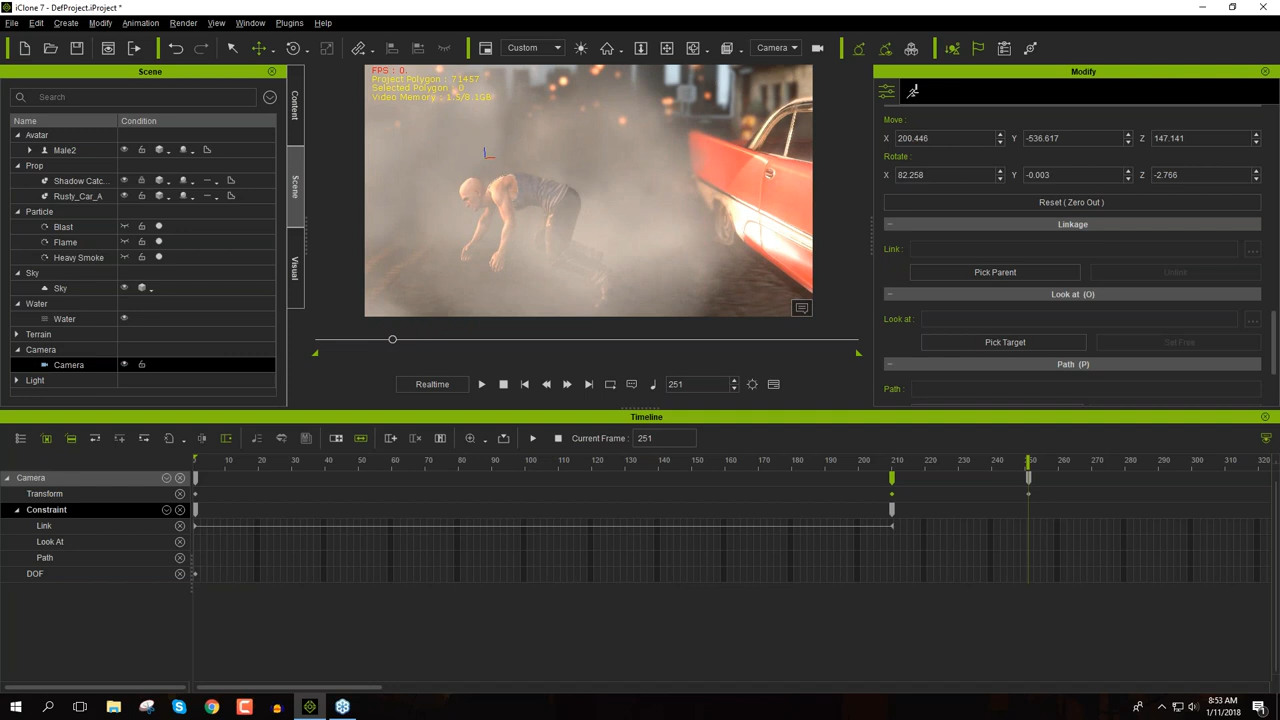 iClone 7 - DefProject.iProject *
File Edit Create Modify Animation Render Window Plugins Help
Custom
Camera
Scene
Search
Name Condition
Avatar
Male2
Prop
Shadow Catc...
Rusty_Car_A
Particle
Blast
Flame
Heavy Smoke
Sky
Sky
Water
Water
Terrain
Camera
Camera
Light
Content
Scene
Visual
FPS : 0.
Project Polygon : 71457
Selected Polygon : 0
Video Memory : 1.5/8.1GB
Realtime
251
Modify
Move :
X 200.446 Y -536.617 Z 147.141
Rotate :
X 82.258 Y -0.003 Z -2.766
Reset ( Zero Out )
Linkage
Link :
Pick Parent Unlink
Look at (O)
Look at :
Pick Target Set Free
Path (P)
Path :
Timeline
Current Frame : 251
10 20 30 40 50 60 70 80 90 100 110 120 130 140 150 160 170 180 190 200 210 220 230 240 250 260 270 280 290 300 310 320
Camera
Transform
Constraint
Link
Look At
Path
DOF
8:53 AM
1/11/2018